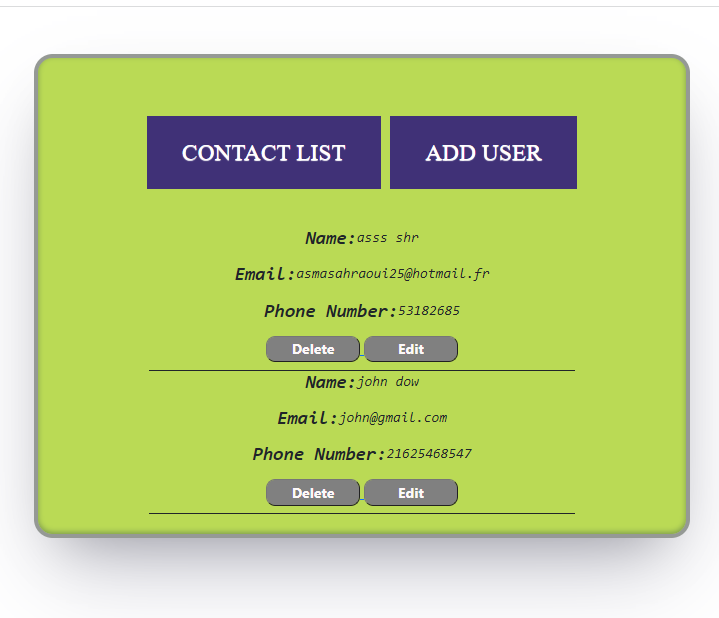 CONTACT LIST ADD USER
Name:asss shr
Email:asmasahraoui25@hotmail.fr
Phone Number:53182685
Delete Edit
Name:john dow
Email:john@gmail.com
Phone Number:21625468547
Delete Edit